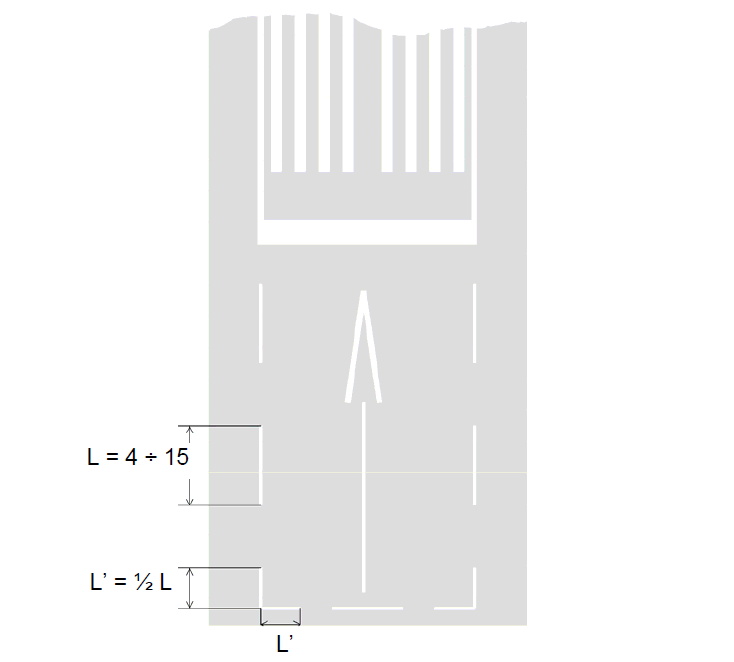 L = 4 ÷ 15
L’ = ½ L
L’